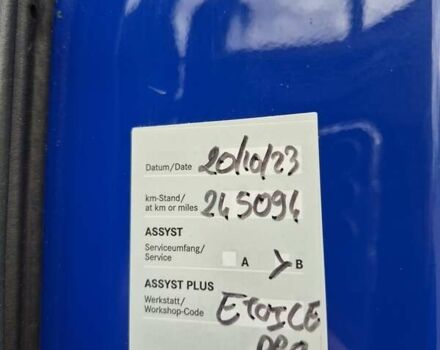 Datum/Date 20/10/23
km-Stand/
at km or miles 245094
ASSYST
Serviceumfang/
Service A B
ASSYST PLUS
Werkstatt/
Workshop-Code ETOILE